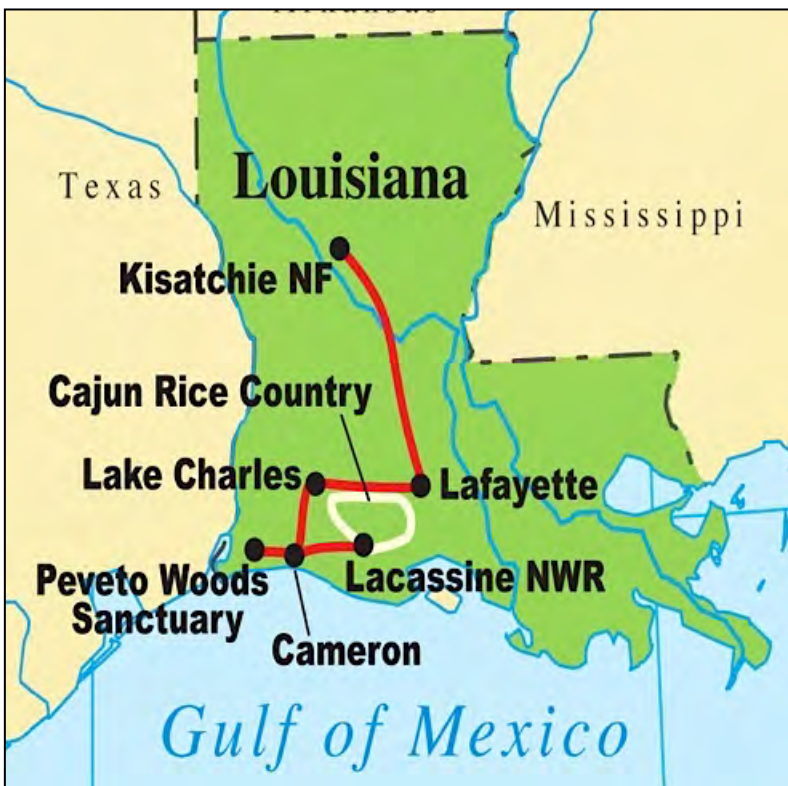 Arkansas
Louisiana
Texas
Mississippi
Kisatchie NF
Cajun Rice Country
Lake Charles
Lafayette
Peveto Woods
Sanctuary
Lacassine NWR
Cameron
Gulf of Mexico